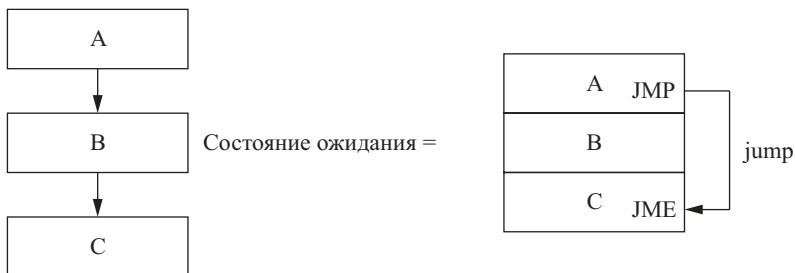 A
B
C
Состояние ожидания =
A JMP
B
C JME
jump